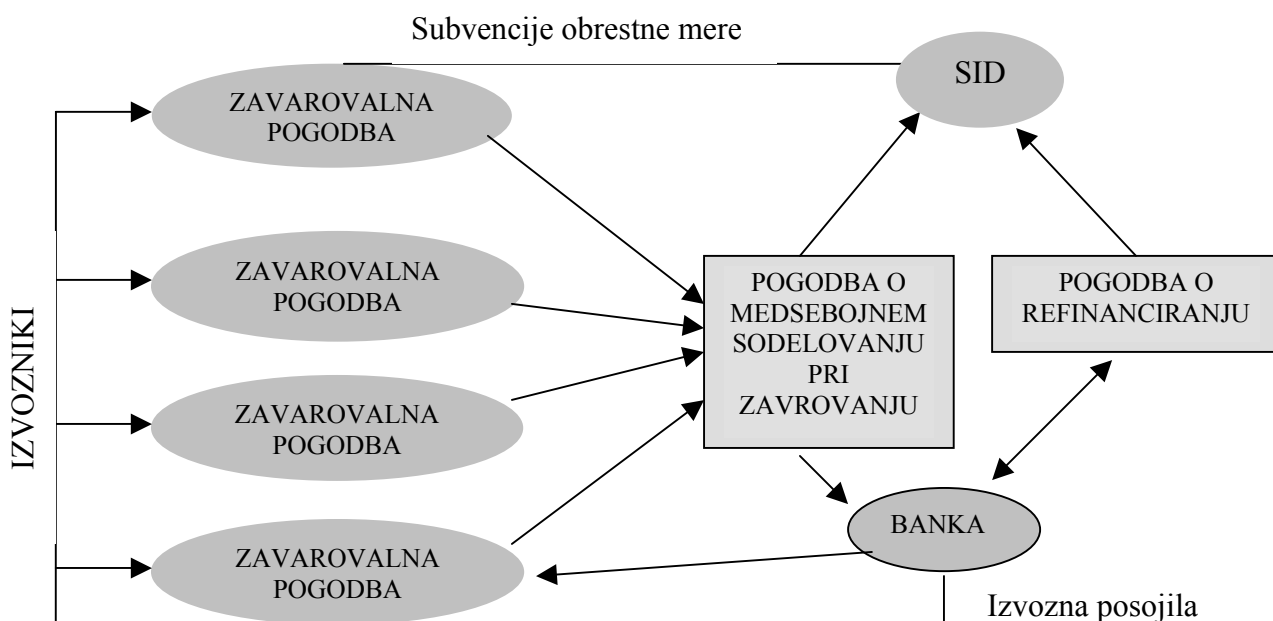 Subvencije obrestne mere
SID
ZAVAROVALNA
POGODBA
ZAVAROVALNA
POGODBA
POGODBA O
MEDSEBOJNEM
SODELOVANJU
PRI
ZAVROVANJU
POGODBA O
REFINANCIRANJU
IZVOZNIKI
ZAVAROVALNA
POGODBA
BANKA
ZAVAROVALNA
POGODBA
Izvozna posojila